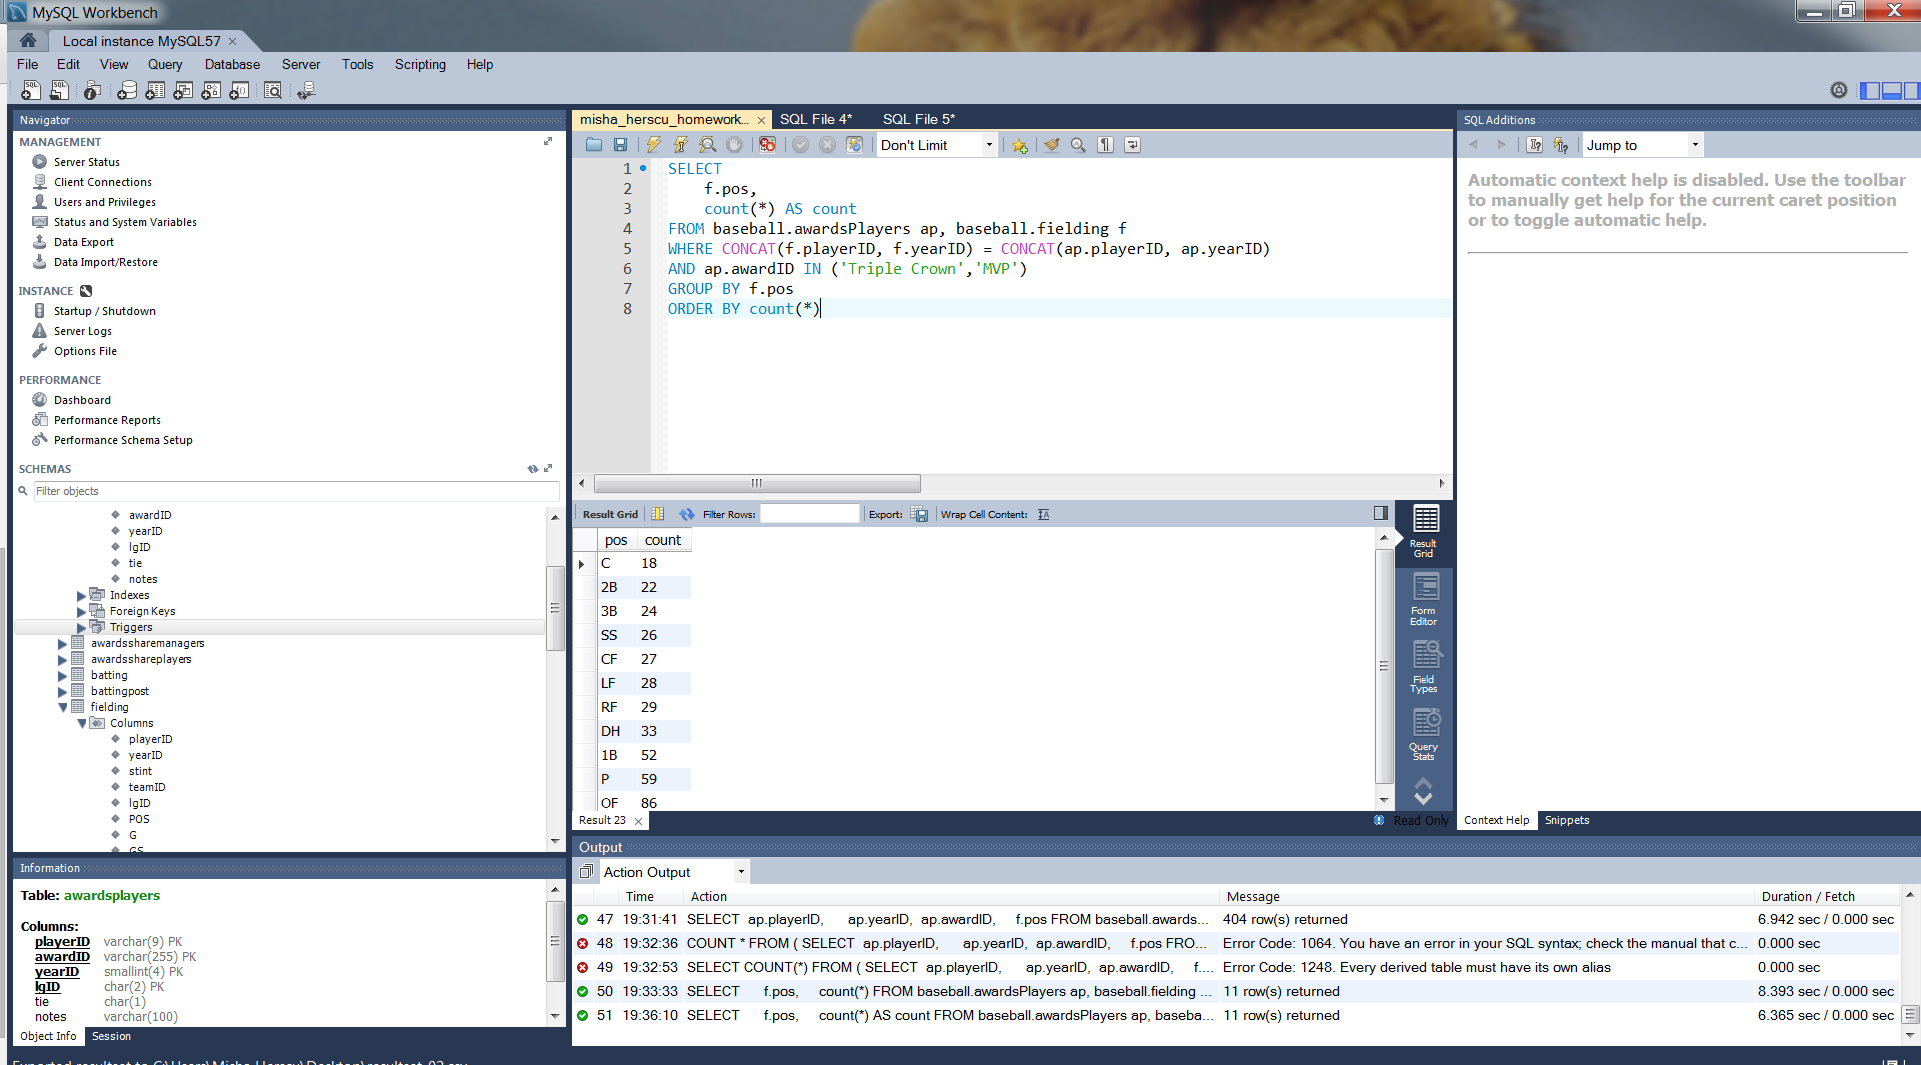 MySQL Workbench
Local instance MySQL57
File Edit View Query Database Server Tools Scripting Help
Navigator
MANAGEMENT
Server Status
Client Connections
Users and Privileges
Status and System Variables
Data Export
Data Import/Restore
INSTANCE
Startup / Shutdown
Server Logs
Options File
PERFORMANCE
Dashboard
Performance Reports
Performance Schema Setup
SCHEMAS
Filter objects
awardID
yearID
lgID
tie
notes
Indexes
Foreign Keys
Triggers
awardssharemanagers
awardsshareplayers
batting
battingpost
fielding
Columns
playerID
yearID
stint
teamID
lgID
POS
G
GS
Information
Table: awardsplayers
Columns:
playerID varchar(9) PK
awardID varchar(255) PK
yearID smallint(4) PK
lgID char(2) PK
tie char(1)
notes varchar(100)
Object Info Session
misha_herscu_homework... SQL File 4* SQL File 5*
Don't Limit
1 SELECT
2 f.pos,
3 count(*) AS count
4 FROM baseball.awardsPlayers ap, baseball.fielding f
5 WHERE CONCAT(f.playerID, f.yearID) = CONCAT(ap.playerID, ap.yearID)
6 AND ap.awardID IN ('Triple Crown','MVP')
7 GROUP BY f.pos
8 ORDER BY count(*)
Result Grid Filter Rows: Export: Wrap Cell Content:
pos count
C 18
2B 22
3B 24
SS 26
CF 27
LF 28
RF 29
DH 33
1B 52
P 59
OF 86
Result Grid
Form Editor
Field Types
Query Stats
Result 23
Read Only
SQL Additions
Jump to
Automatic context help is disabled. Use the toolbar
to manually get help for the current caret position
or to toggle automatic help.
Context Help Snippets
Output
Action Output
Time Action Message Duration / Fetch
47 19:31:41 SELECT ap.playerID, ap.yearID, ap.awardID, f.pos FROM baseball.awards... 404 row(s) returned 6.942 sec / 0.000 sec
48 19:32:36 COUNT * FROM ( SELECT ap.playerID, ap.yearID, ap.awardID, f.pos FRO... Error Code: 1064. You have an error in your SQL syntax; check the manual that c... 0.000 sec
49 19:32:53 SELECT COUNT(*) FROM ( SELECT ap.playerID, ap.yearID, ap.awardID, f.... Error Code: 1248. Every derived table must have its own alias 0.000 sec
50 19:33:33 SELECT f.pos, count(*) FROM baseball.awardsPlayers ap, baseball.fielding ... 11 row(s) returned 8.393 sec / 0.000 sec
51 19:36:10 SELECT f.pos, count(*) AS count FROM baseball.awardsPlayers ap, baseba... 11 row(s) returned 6.365 sec / 0.000 sec